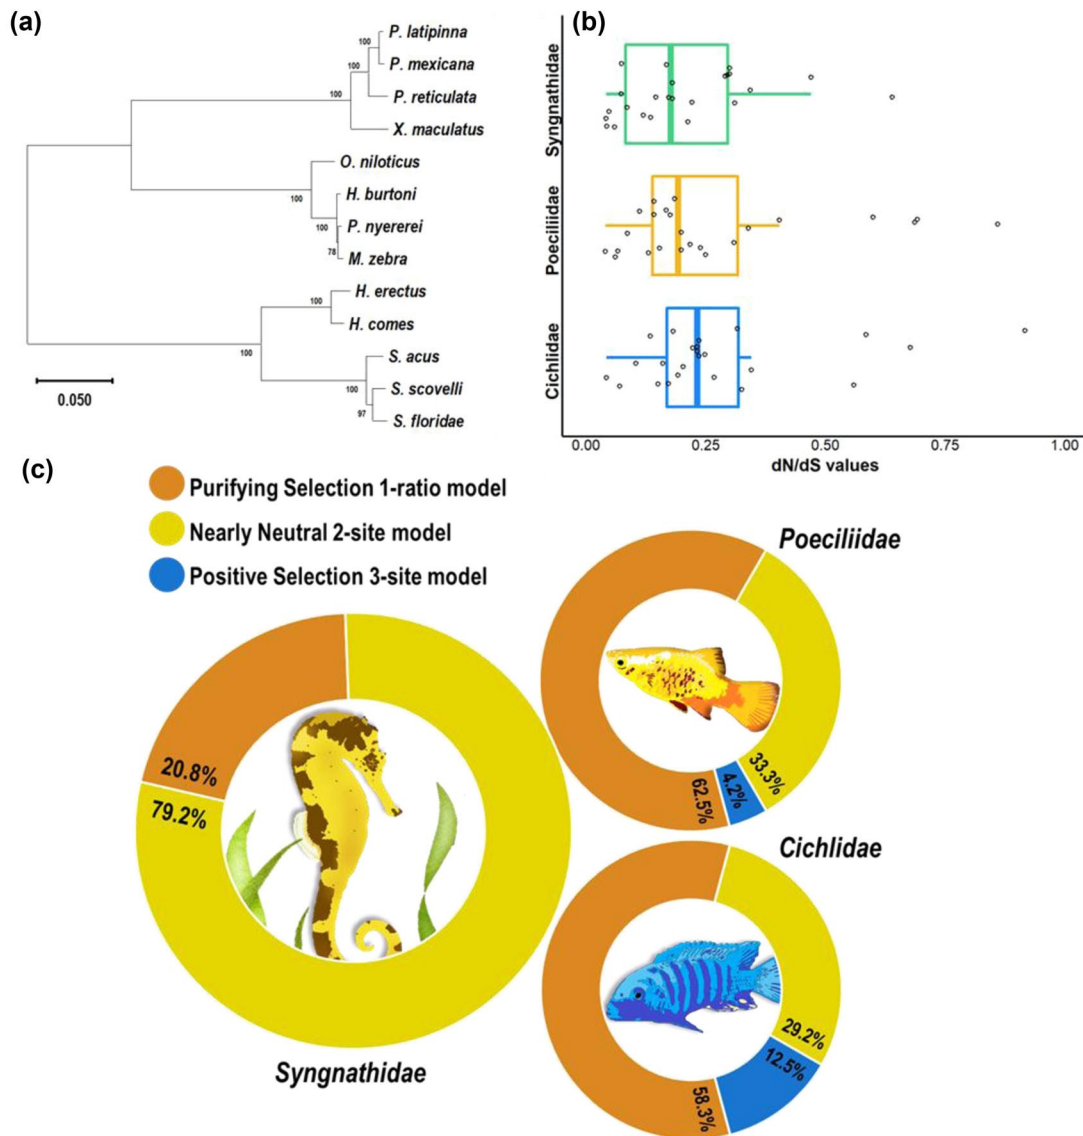 (a)
P. latipinna
P. mexicana
P. reticulata
X. maculatus
O. niloticus
H. burtoni
P. nyererei
M. zebra
H. erectus
H. comes
S. acus
S. scovelli
S. floridae
100
100
100
100
100
100
78
100
100
100
97
0.050
(b)
Syngnathidae
Poeciliidae
Cichlidae
0.00 0.25 0.50 0.75 1.00
dN/dS values
(c)
Purifying Selection 1-ratio model
Nearly Neutral 2-site model
Positive Selection 3-site model
20.8%
79.2%
Syngnathidae
Poeciliidae
62.5%
4.2%
33.3%
Cichlidae
58.3%
12.5%
29.2%